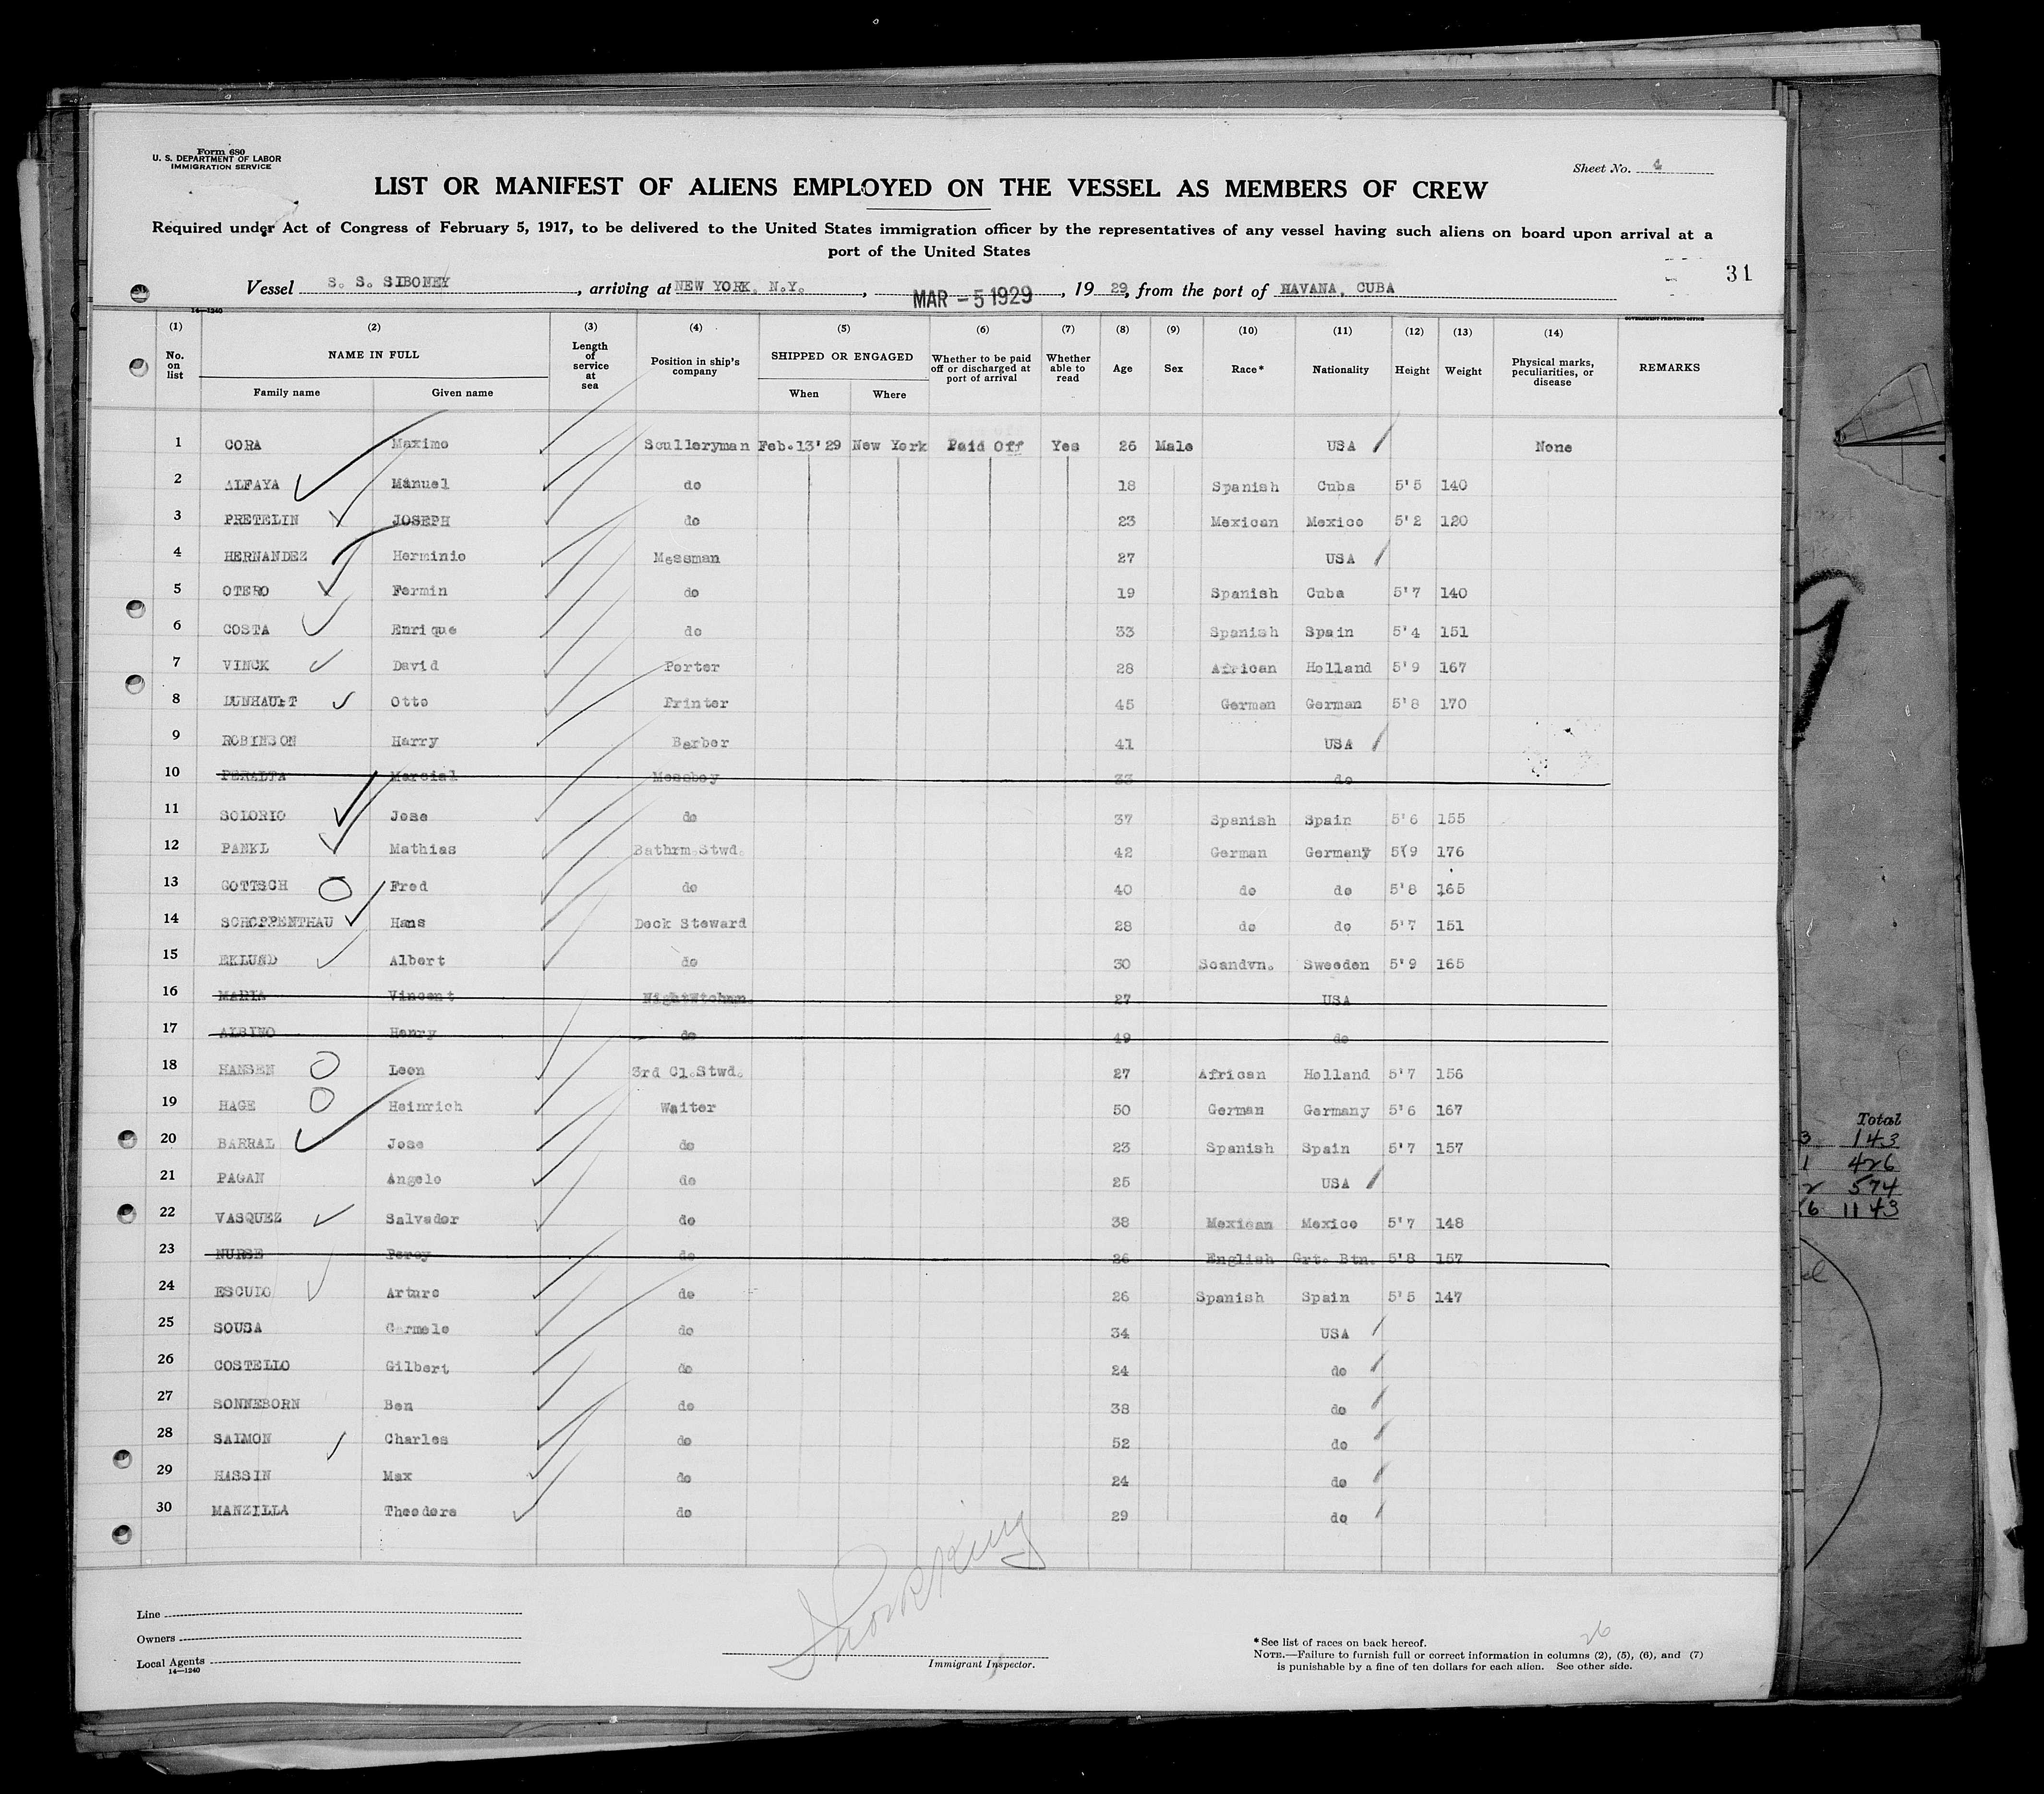 Form 680
U. S. DEPARTMENT OF LABOR
IMMIGRATION SERVICE
Sheet No. 4
LIST OR MANIFEST OF ALIENS EMPLOYED ON THE VESSEL AS MEMBERS OF CREW
Required under Act of Congress of February 5, 1917, to be delivered to the United States immigration officer by the representatives of any vessel having such aliens on board upon arrival at a
port of the United States
31
Vessel S. S. SIBONEY, arriving at NEW YORK. N.Y., MAR - 5 1929, 19 29, from the port of HAVANA, CUBA
14—1240 GOVERNMENT PRINTING OFFICE
(1) (2) (3) (4) (5) (6) (7) (8) (9) (10) (11) (12) (13) (14)
No. on list NAME IN FULL Length of service at sea Position in ship's company SHIPPED OR ENGAGED Whether to be paid off or discharged at port of arrival Whether able to read Age Sex Race* Nationality Height Weight Physical marks, peculiarities, or disease REMARKS
Family name Given name When Where
1 CORA Maximo Sculleryman Feb.13'29 New York Paid Off Yes 26 Male USA None
2 ALFAYA Manuel do 18 Spanish Cuba 5'5 140
3 PRETELIN JOSEPH do 23 Mexican Mexico 5'2 120
4 HERNANDEZ Herminio Messman 27 USA
5 OTERO Fermin do 19 Spanish Cuba 5'7 140
6 COSTA Enrique do 33 Spanish Spain 5'4 151
7 VINCK David Porter 28 African Holland 5'9 167
8 Otto Printer 45 German German 5'8 170
9 ROBINSON Harry Barber 41 USA
10 PERALTA Marcial Messboy 33 do
11 SOLORIO Jose do 37 Spanish Spain 5'6 155
12 PANKL Mathias Bathrm.Stwd. 42 German Germany 5(9 176
13 GOTTSCH Fred do 40 do do 5'8 165
14 SCHOPPENTHAU Hans Deck Steward 28 do do 5'7 151
15 EKLUND Albert do 30 Scandvn. Sweeden 5'9 165
16 MARIA Vincent NightWtchmn. 27 USA
17 ALBINO Henry do 49 do
18 HANSEN Leon 3rd Cl.Stwd. 27 African Holland 5'7 156
19 HAGE Heinrich Waiter 50 German Germany 5'6 167
20 BARRAL Jose do 23 Spanish Spain 5'7 157
21 PAGAN Angelo do 25 USA
22 VASQUEZ Salvador do 38 Mexican Mexico 5'7 148
23 NURSE Percy do 26 English Grt. Btn. 5'8 157
24 ESCUDO Arturo do 26 Spanish Spain 5'5 147
25 SOUSA Carmelo do 34 USA
26 COSTELLO Gilbert do 24 do
27 SONNEBORN Ben do 38 do
28 SALMON Charles do 52 do
29 HASSIN Max do 24 do
30 MANZILLA Theodore do 29 do
Total
3 143
1 426
2 574
6 1143
Line
Owners
Local Agents
14—1240
Immigrant Inspector.
26
*See list of races on back hereof.
NOTE.—Failure to furnish full or correct information in columns (2), (5), (6), and (7)
is punishable by a fine of ten dollars for each alien. See other side.